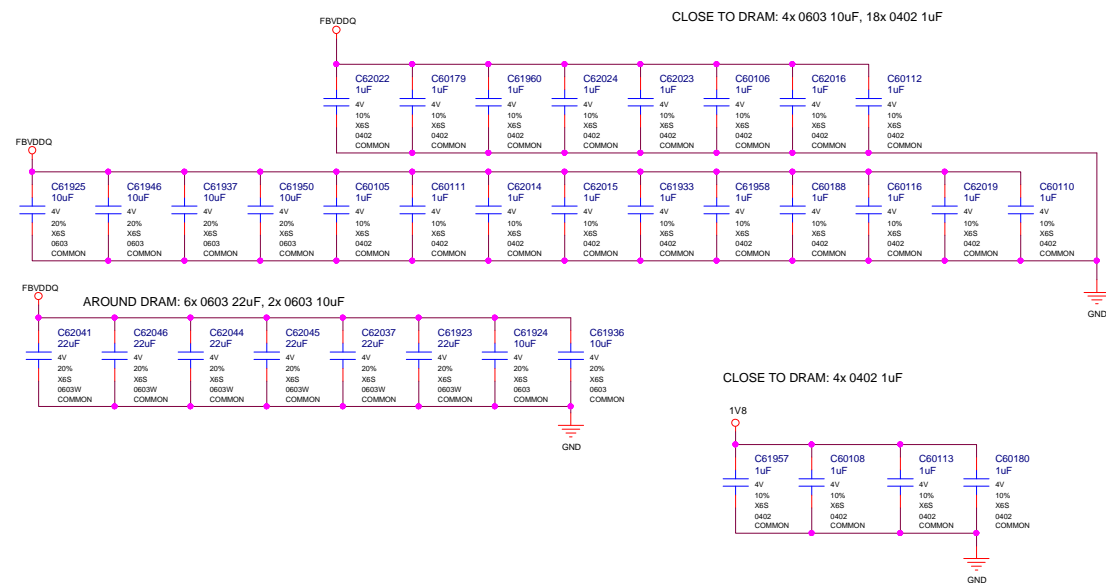 CLOSE TO DRAM: 4x 0603 10uF, 18x 0402 1uF
FBVDDQ
C62022 C60179 C61960 C62024 C62023 C60106 C62016 C60112
1uF 1uF 1uF 1uF 1uF 1uF 1uF 1uF
4V 4V 4V 4V 4V 4V 4V 4V
10% 10% 10% 10% 10% 10% 10% 10%
X6S X6S X6S X6S X6S X6S X6S X6S
0402 0402 0402 0402 0402 0402 0402 0402
COMMON COMMON COMMON COMMON COMMON COMMON COMMON COMMON
FBVDDQ
C61925 C61946 C61937 C61950 C60105 C60111 C62014 C62015 C61933 C61958 C60188 C60116 C62019 C60110
10uF 10uF 10uF 10uF 1uF 1uF 1uF 1uF 1uF 1uF 1uF 1uF 1uF 1uF
4V 4V 4V 4V 4V 4V 4V 4V 4V 4V 4V 4V 4V 4V
20% 20% 20% 20% 10% 10% 10% 10% 10% 10% 10% 10% 10% 10%
X6S X6S X6S X6S X6S X6S X6S X6S X6S X6S X6S X6S X6S X6S
0603 0603 0603 0603 0402 0402 0402 0402 0402 0402 0402 0402 0402 0402
COMMON COMMON COMMON COMMON COMMON COMMON COMMON COMMON COMMON COMMON COMMON COMMON COMMON COMMON
GND
FBVDDQ
AROUND DRAM: 6x 0603 22uF, 2x 0603 10uF
C62041 C62046 C62044 C62045 C62037 C61923 C61924 C61936
22uF 22uF 22uF 22uF 22uF 22uF 10uF 10uF
4V 4V 4V 4V 4V 4V 4V 4V
20% 20% 20% 20% 20% 20% 20% 20%
X6S X6S X6S X6S X6S X6S X6S X6S
0603W 0603W 0603W 0603W 0603W 0603W 0603 0603
COMMON COMMON COMMON COMMON COMMON COMMON COMMON COMMON
GND
CLOSE TO DRAM: 4x 0402 1uF
1V8
C61957 C60108 C60113 C60180
1uF 1uF 1uF 1uF
4V 4V 4V 4V
10% 10% 10% 10%
X6S X6S X6S X6S
0402 0402 0402 0402
COMMON COMMON COMMON COMMON
GND